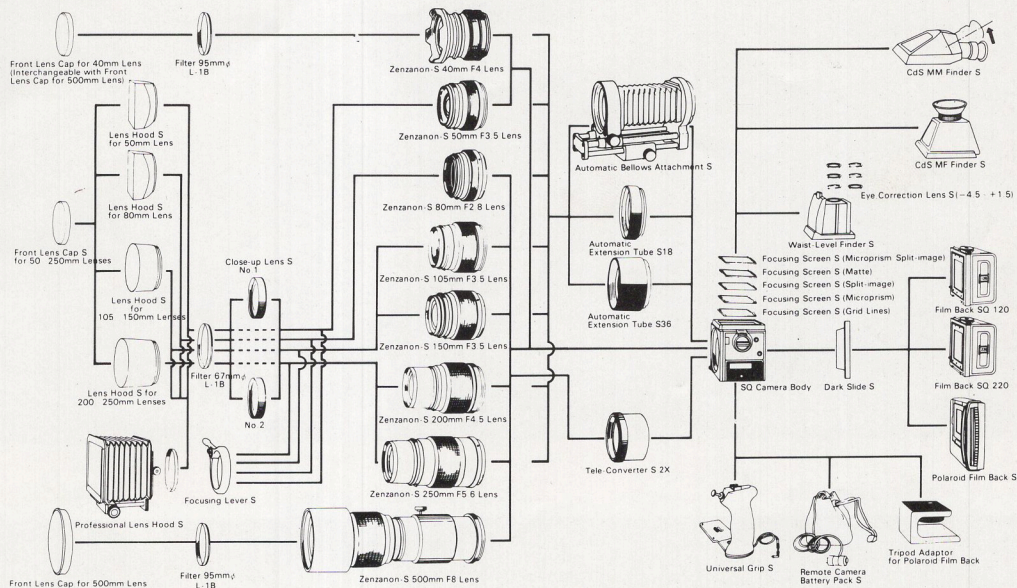 Front Lens Cap for 40mm Lens
(Interchangeable with Front
Lens Cap for 500mm Lens)
Filter 95mmφ
L-1B
Zenzanon-S 40mm F4 Lens
Lens Hood S
for 50mm Lens
Zenzanon-S 50mm F3.5 Lens
Lens Hood S
for 80mm Lens
Zenzanon-S 80mm F2.8 Lens
Front Lens Cap S
for 50 250mm Lenses
Close-up Lens S
No 1
Zenzanon-S 105mm F3.5 Lens
Lens Hood S
for
105 150mm Lenses
Zenzanon-S 150mm F3.5 Lens
Filter 67mmφ
L-1B
Lens Hood S for
200 250mm Lenses
No. 2
Zenzanon-S 200mm F4.5 Lens
Professional Lens Hood S
Focusing Lever S
Zenzanon-S 250mm F5.6 Lens
Front Lens Cap for 500mm Lens
Filter 95mmφ
L-1B
Zenzanon-S 500mm F8 Lens
Automatic Bellows Attachment S
Automatic
Extension Tube S18
Automatic
Extension Tube S36
Tele-Converter S 2X
CdS MM Finder S
CdS MF Finder S
Eye Correction Lens S (−4.5 +1.5)
Waist-Level Finder S
Focusing Screen S (Microprism Split-image)
Focusing Screen S (Matte)
Focusing Screen S (Split-image)
Focusing Screen S (Microprism)
Focusing Screen S (Grid Lines)
SQ Camera Body
Dark Slide S
Film Back SQ 120
Film Back SQ 220
Polaroid Film Back S
Universal Grip S
Remote Camera
Battery Pack S
Tripod Adaptor
for Polaroid Film Back